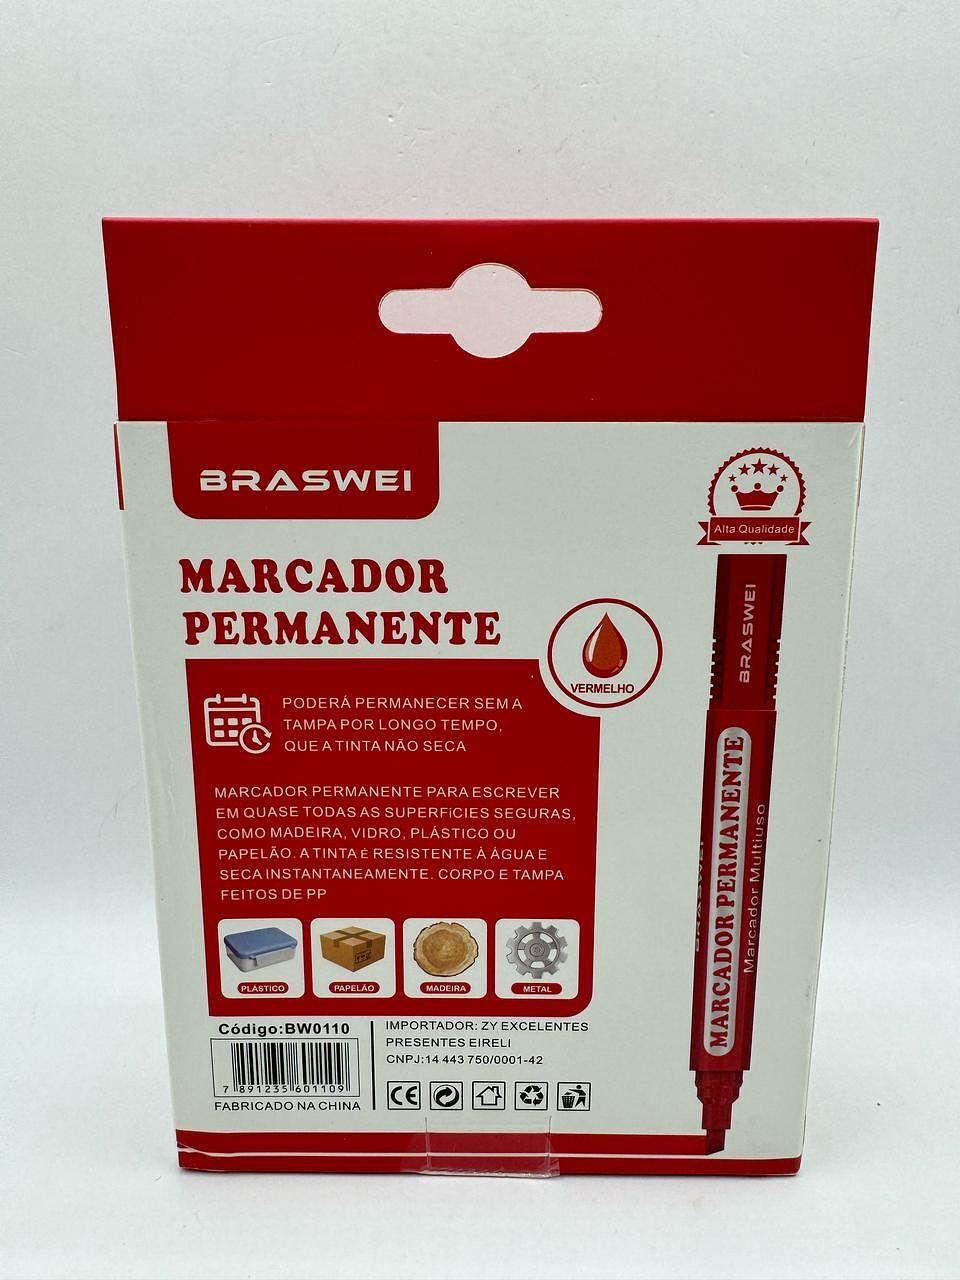 BRASWEI
Alta Qualidade
MARCADOR
PERMANENTE
VERMELHO
PODERÁ PERMANECER SEM A
TAMPA POR LONGO TEMPO,
QUE A TINTA NÃO SECA
MARCADOR PERMANENTE PARA ESCREVER
EM QUASE TODAS AS SUPERFíCIES SEGURAS,
COMO MADEIRA, VIDRO, PLÁSTICO OU
PAPELÃO. A TINTA É RESISTENTE À ÁGUA E
SECA INSTANTANEAMENTE. CORPO E TAMPA
FEITOS DE PP
PLÁSTICO
PAPELÃO
MADEIRA
METAL
BRASWEI
MARCADOR PERMANENTE
Marcador Multiuso
BRASWEI
Código:BW0110
7 891235 601109
FABRICADO NA CHINA
IMPORTADOR: ZY EXCELENTES
PRESENTES EIRELI
CNPJ:14 443 750/0001-42
CE